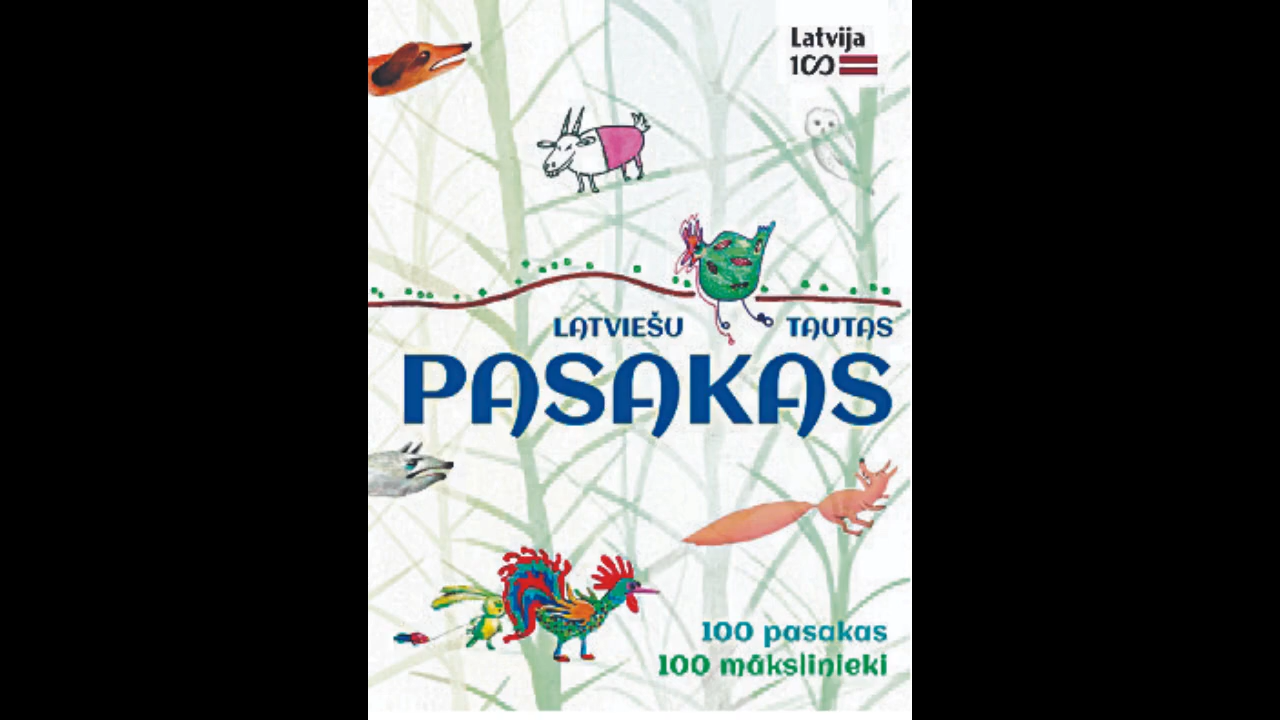 Latvija
100
LATVIEŠU TAUTAS
PASAKAS
100 pasakas
100 mākslinieki